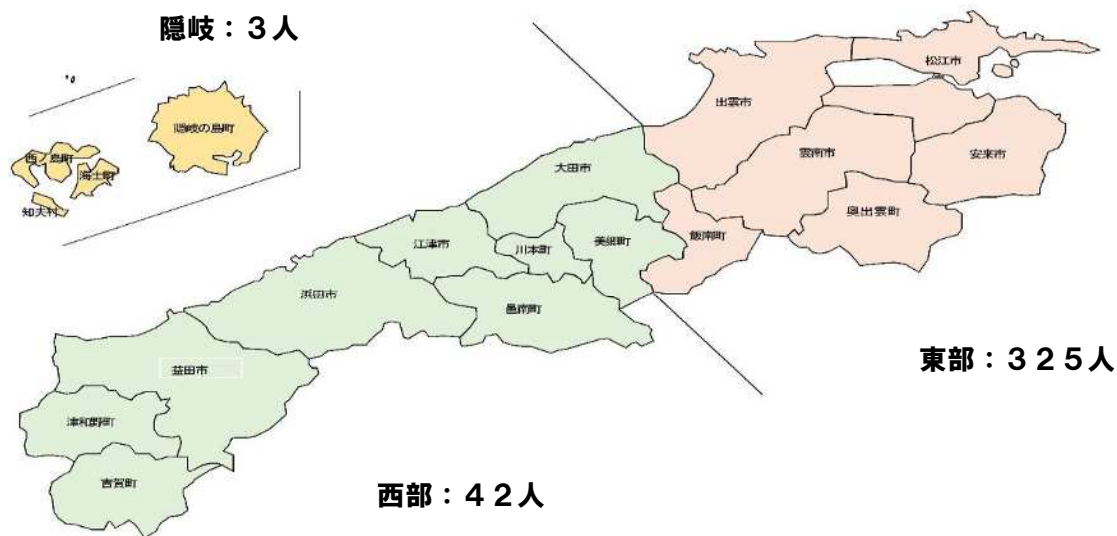 隠岐：３人
松江市
出雲市
隠岐の島町
雲南市
安来市
西ノ島町
大田市
海士町
知夫村
奥出雲町
飯南町
江津市
川本町
美郷町
浜田市
邑南町
東部：３２５人
益田市
津和野町
吉賀町
西部：４２人